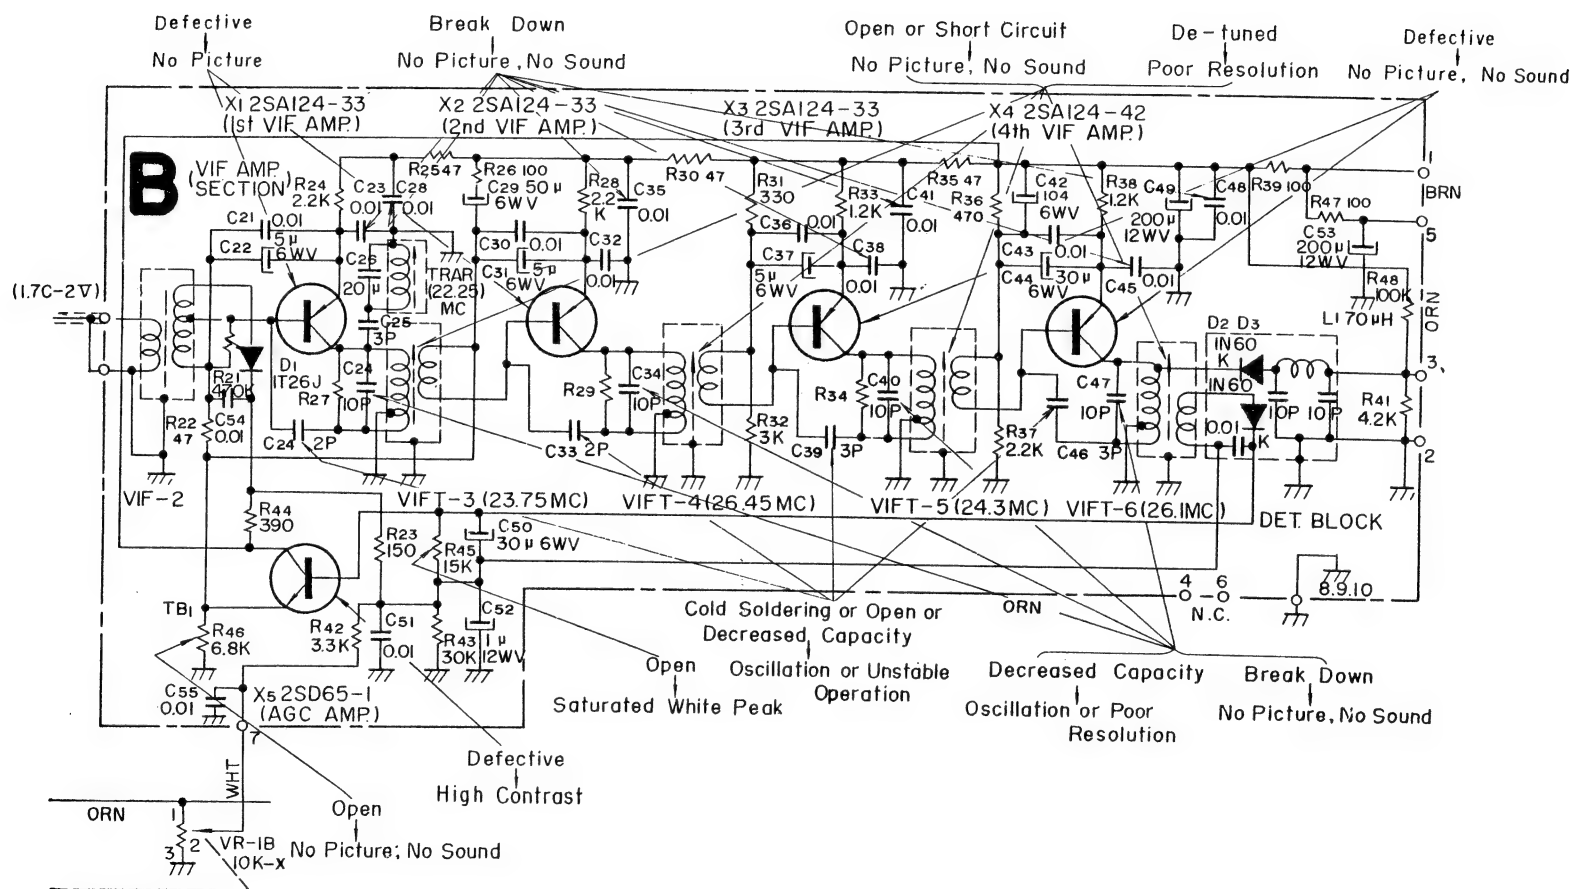 Defective
No Picture
Break Down
No Picture, No Sound
Open or Short Circuit
No Picture, No Sound
De-tuned
Poor Resolution
Defective
No Picture, No Sound
X1 2SA124-33
(1st VIF AMP.)
X2 2SA124-33
(2nd VIF AMP.)
X3 2SA124-33
(3rd VIF AMP.)
X4 2SA124-42
(4th VIF AMP.)
B
VIF AMP.
(SECTION)
R24
2.2K
C23
0.01
C28
0.01
R25 47
R26 100
C29 50μ
6WV
R28
2.2
K
C35
0.01
R30 47
R31
330
R33
1.2K
C41
0.01
R35 47
R36
470
C42
104
6WV
R38
1.2K
C49
200μ
12WV
C48
0.01
R39 100
R47 100
C53
200μ
12WV
1
BRN
5
C21
0.01
C22
5μ
6WV
C26
20μ
TRAR
(22.25)
MC
C30
0.01
C31
5μ
6WV
C32
0.01
C36
0.01
C37
5μ
6WV
C38
0.01
C43
0.01
C44
30μ
6WV
C45
0.01
R48
100K
L1 70μH
ORN
(1.7C-2V)
C25
3P
D1
1T26J
R21
470K
R27
C24
10P
R22
47
C54
0.01
C24
2P
R29
C34
10P
C33
2P
R32
3K
R34
C40
10P
C39
3P
R37
2.2K
C47
10P
C46
3P
D2 D3
IN60
K
IN60
K
0.01
10P
10P
3
R41
4.2K
2
VIF-2
VIFT-3 (23.75MC)
VIFT-4 (26.45MC)
VIFT-5 (24.3MC)
VIFT-6 (26.1MC)
DET. BLOCK
R44
390
R23
150
R45
15K
C50
30μ 6WV
TB1
R46
6.8K
R42
3.3K
C51
0.01
R43
30K
C52
1μ
12WV
ORN
4
6
N.C.
8.9.10
C55
0.01
X5 2SD65-1
(AGC AMP.)
7
WHT
Cold Soldering or Open or
Decreased Capacity
Oscillation or Unstable
Operation
Open
Saturated White Peak
Decreased Capacity
Oscillation or Poor
Resolution
Break Down
No Picture, No Sound
Defective
High Contrast
Open
No Picture; No Sound
ORN
1
2
3
VR-1B
10K-X